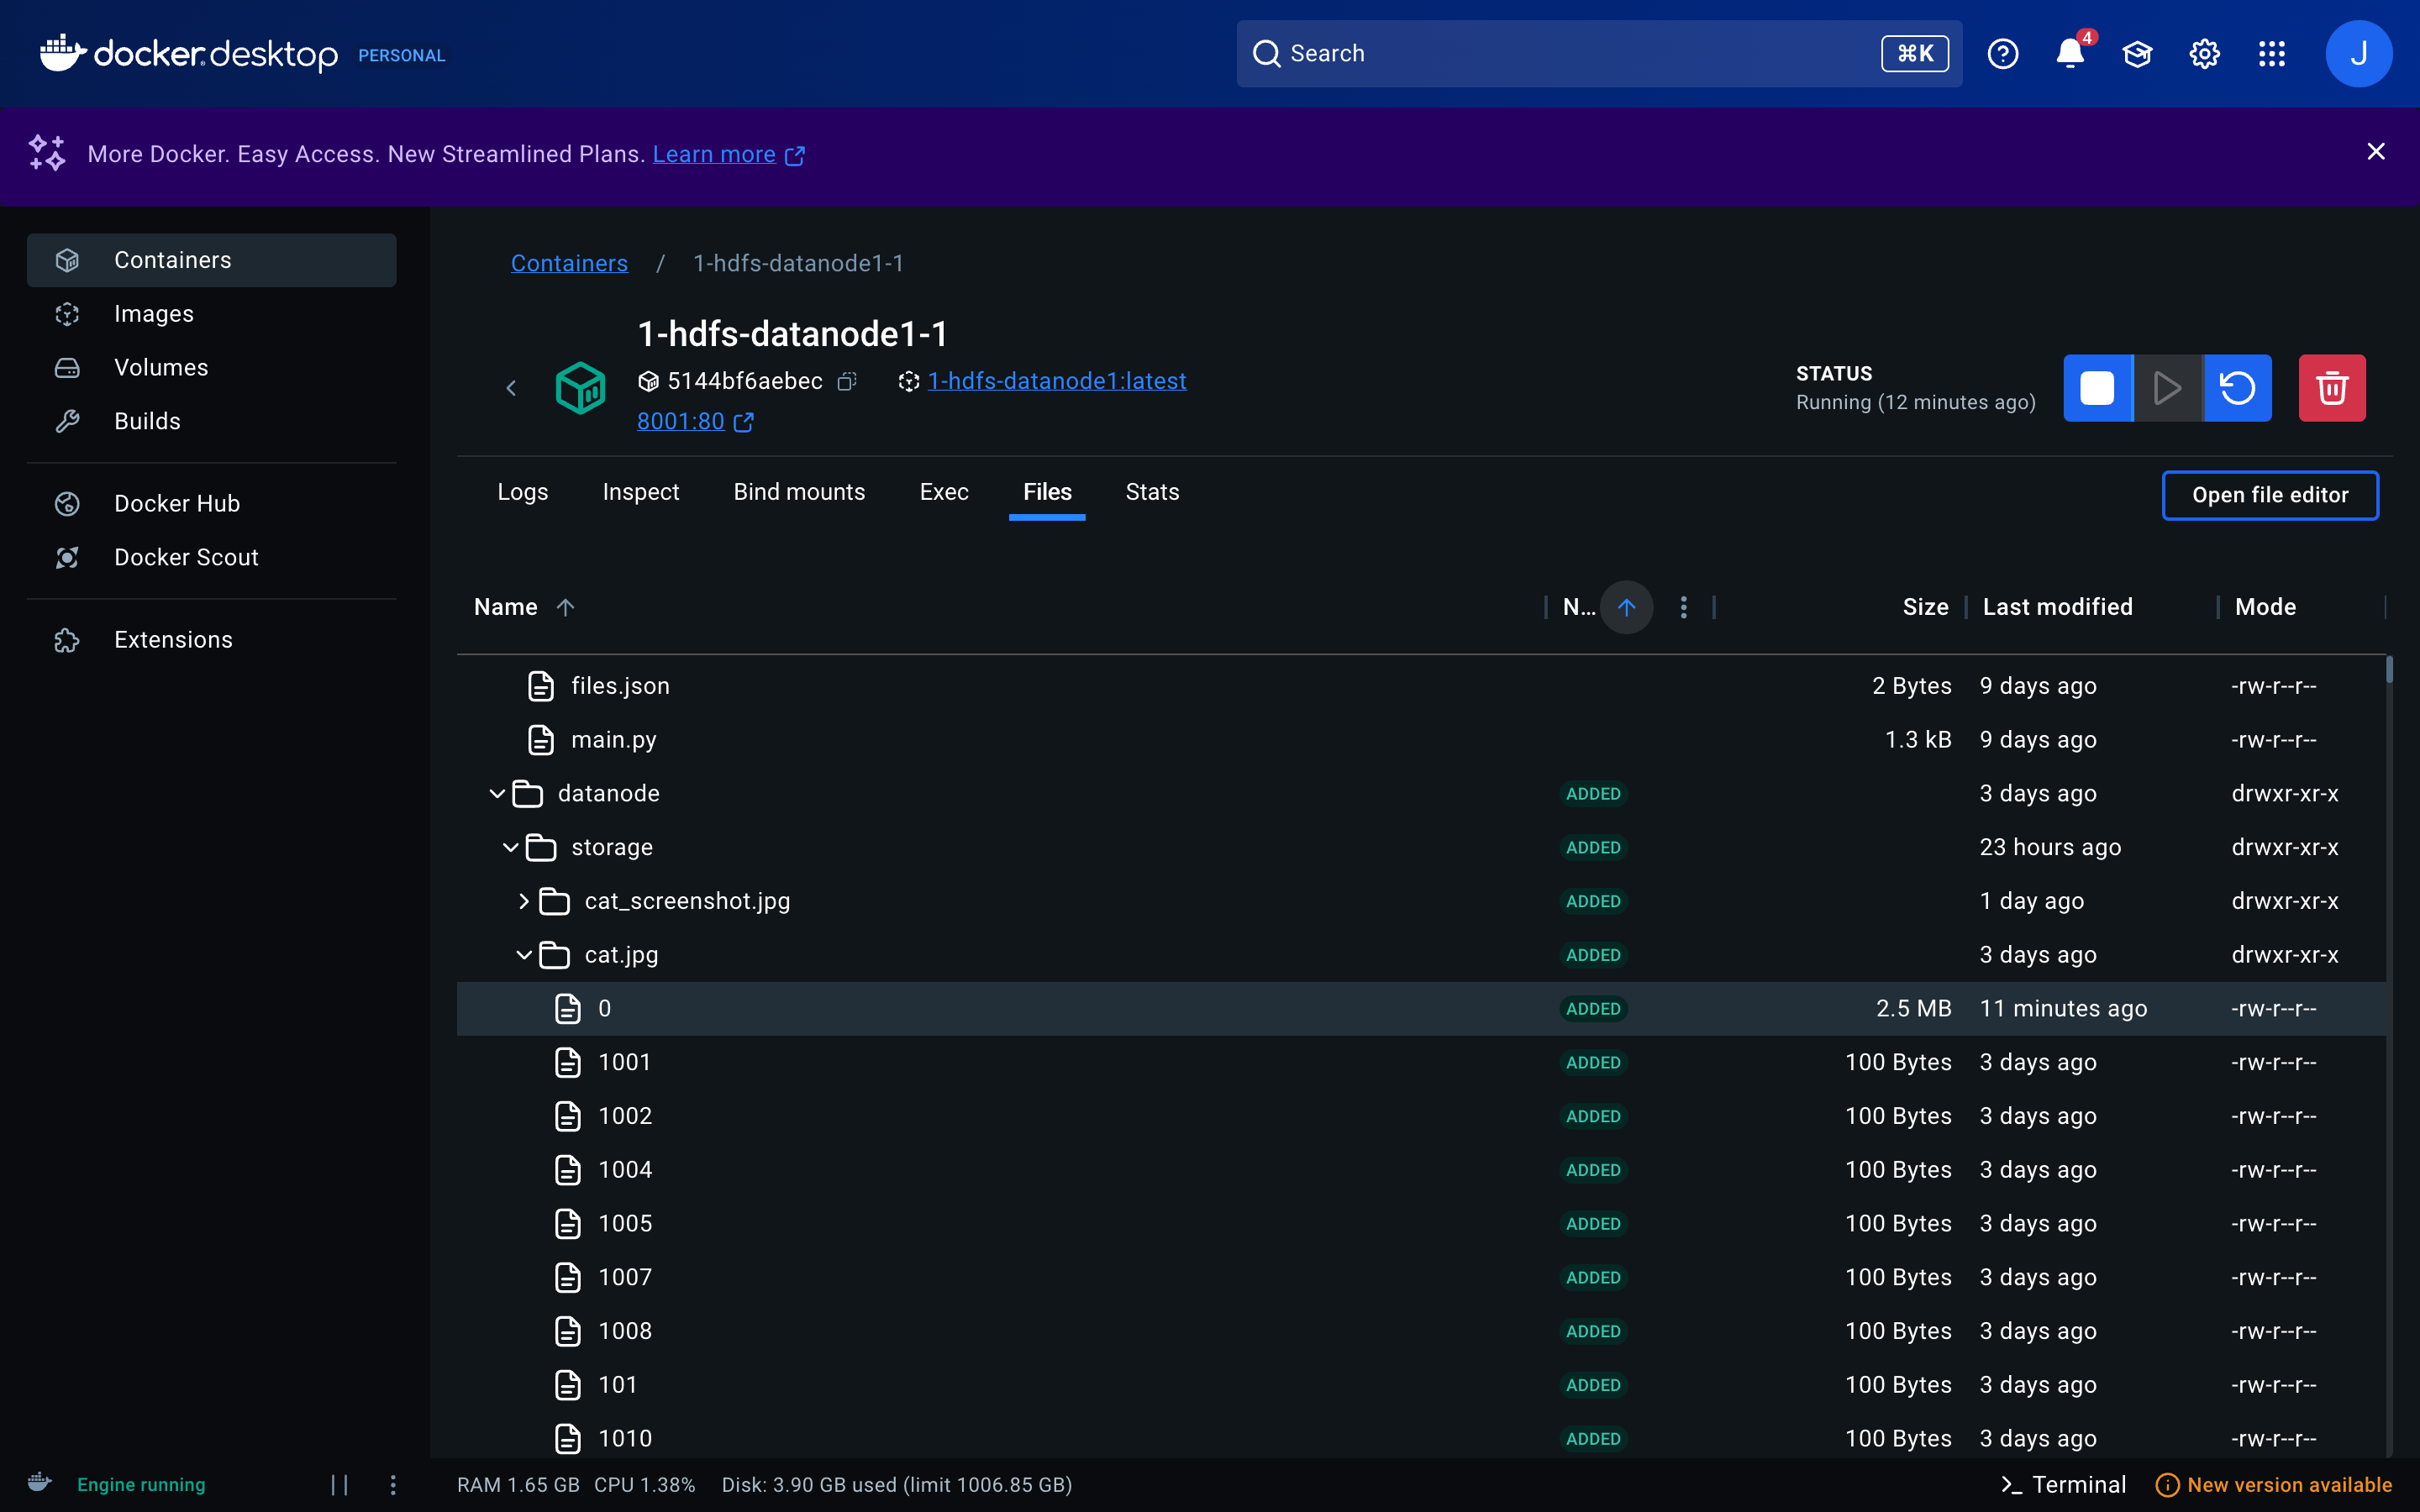 docker desktop PERSONAL
Search
⌘K
4
J
More Docker. Easy Access. New Streamlined Plans. Learn more
Containers
Images
Volumes
Builds
Docker Hub
Docker Scout
Extensions
Containers / 1-hdfs-datanode1-1
1-hdfs-datanode1-1
5144bf6aebec 1-hdfs-datanode1:latest
8001:80
STATUS
Running (12 minutes ago)
Logs Inspect Bind mounts Exec Files Stats
Open file editor
Name N... Size Last modified Mode
files.json 2 Bytes 9 days ago -rw-r--r--
main.py 1.3 kB 9 days ago -rw-r--r--
datanode ADDED 3 days ago drwxr-xr-x
storage ADDED 23 hours ago drwxr-xr-x
cat_screenshot.jpg ADDED 1 day ago drwxr-xr-x
cat.jpg ADDED 3 days ago drwxr-xr-x
0 ADDED 2.5 MB 11 minutes ago -rw-r--r--
1001 ADDED 100 Bytes 3 days ago -rw-r--r--
1002 ADDED 100 Bytes 3 days ago -rw-r--r--
1004 ADDED 100 Bytes 3 days ago -rw-r--r--
1005 ADDED 100 Bytes 3 days ago -rw-r--r--
1007 ADDED 100 Bytes 3 days ago -rw-r--r--
1008 ADDED 100 Bytes 3 days ago -rw-r--r--
101 ADDED 100 Bytes 3 days ago -rw-r--r--
1010 ADDED 100 Bytes 3 days ago -rw-r--r--
Engine running
RAM 1.65 GB CPU 1.38% Disk: 3.90 GB used (limit 1006.85 GB)
Terminal
New version available